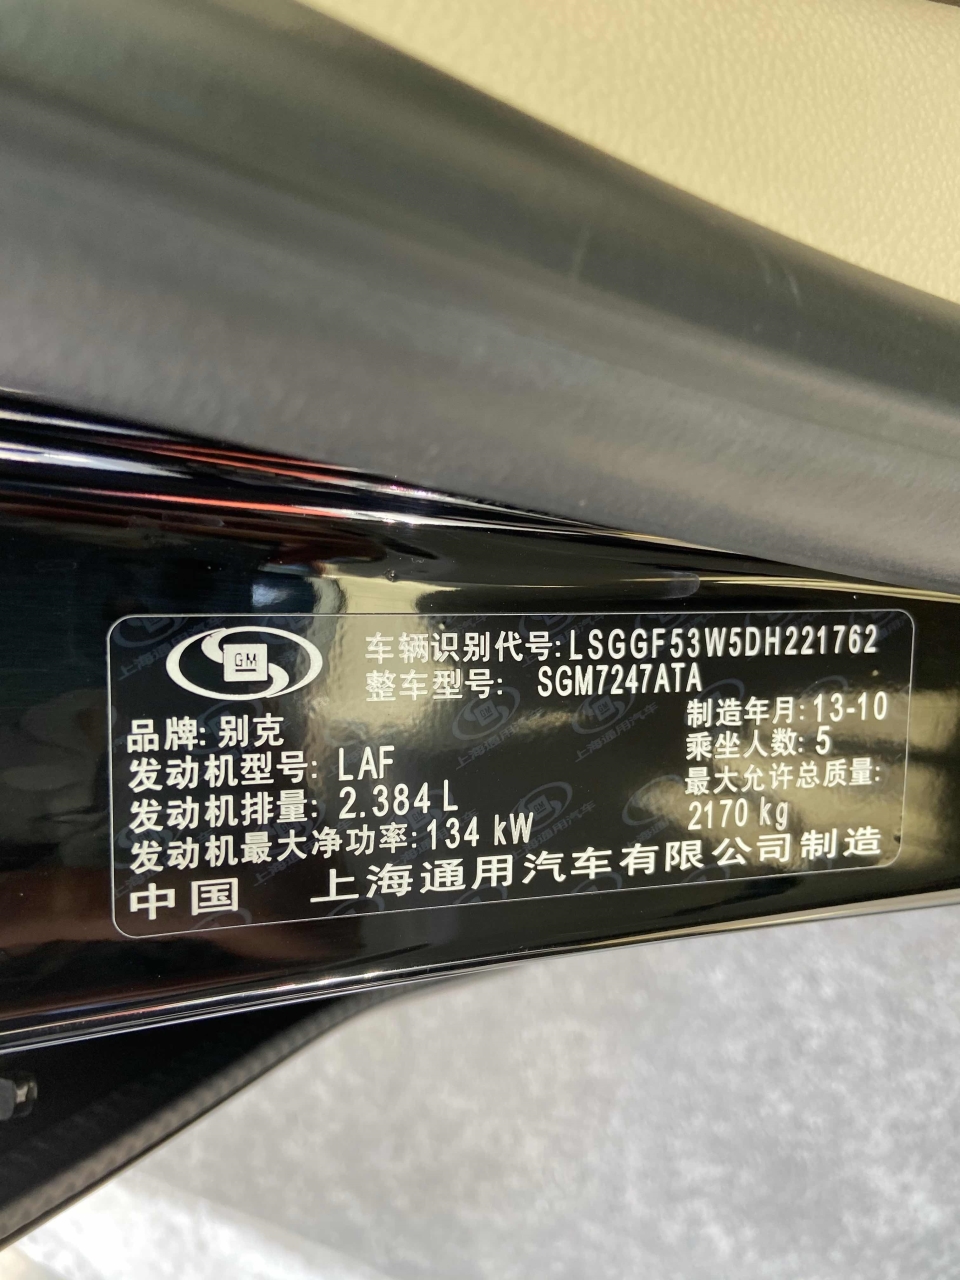 GM
车辆识别代号:LSGGF53W5DH221762
整车型号: SGM7247ATA
品牌: 别克
制造年月: 13-10
发动机型号: LAF
乘坐人数: 5
发动机排量: 2.384 L
最大允许总质量:
2170 kg
发动机最大净功率: 134 kW
中国 上海通用汽车有限公司制造